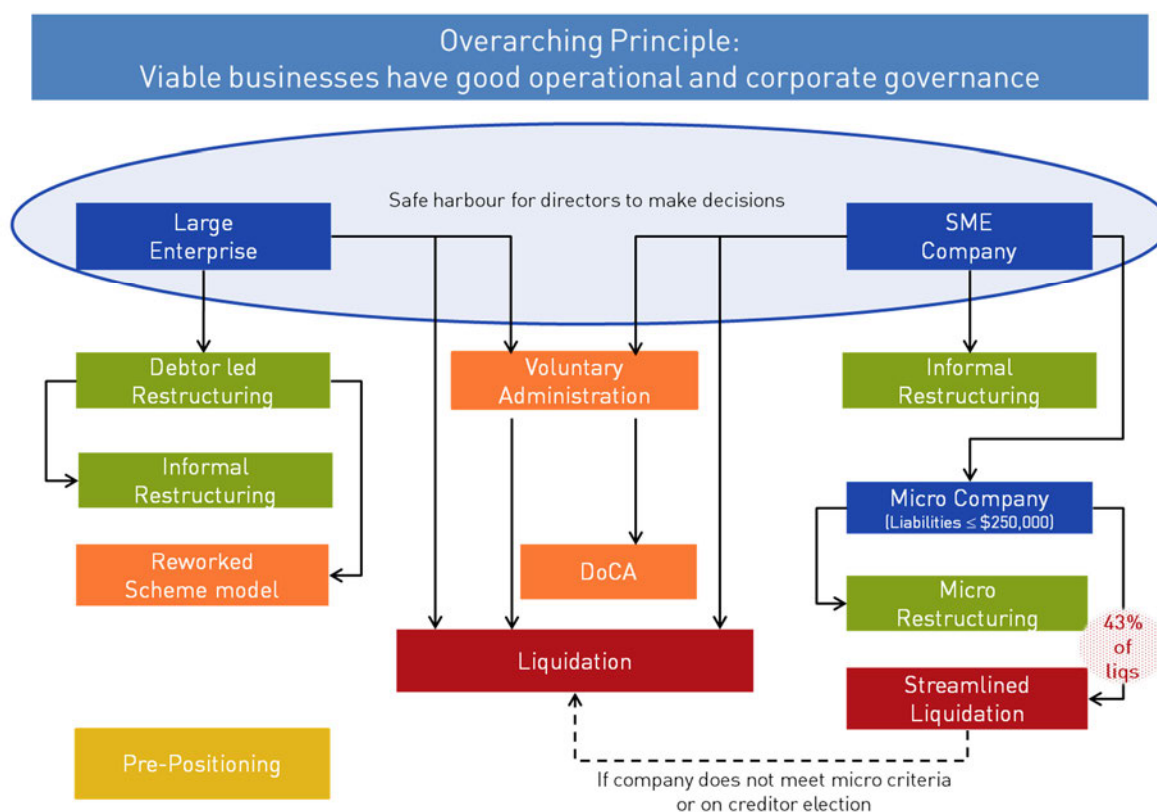 Overarching Principle:
Viable businesses have good operational and corporate governance
Safe harbour for directors to make decisions
Large
Enterprise
SME
Company
Debtor led
Restructuring
Voluntary
Administration
Informal
Restructuring
Informal
Restructuring
Micro Company
(Liabilities ≤ $250,000)
Reworked
Scheme model
DoCA
Micro
Restructuring
43%
of
liqs
Liquidation
Streamlined
Liquidation
Pre-Positioning
If company does not meet micro criteria
or on creditor election